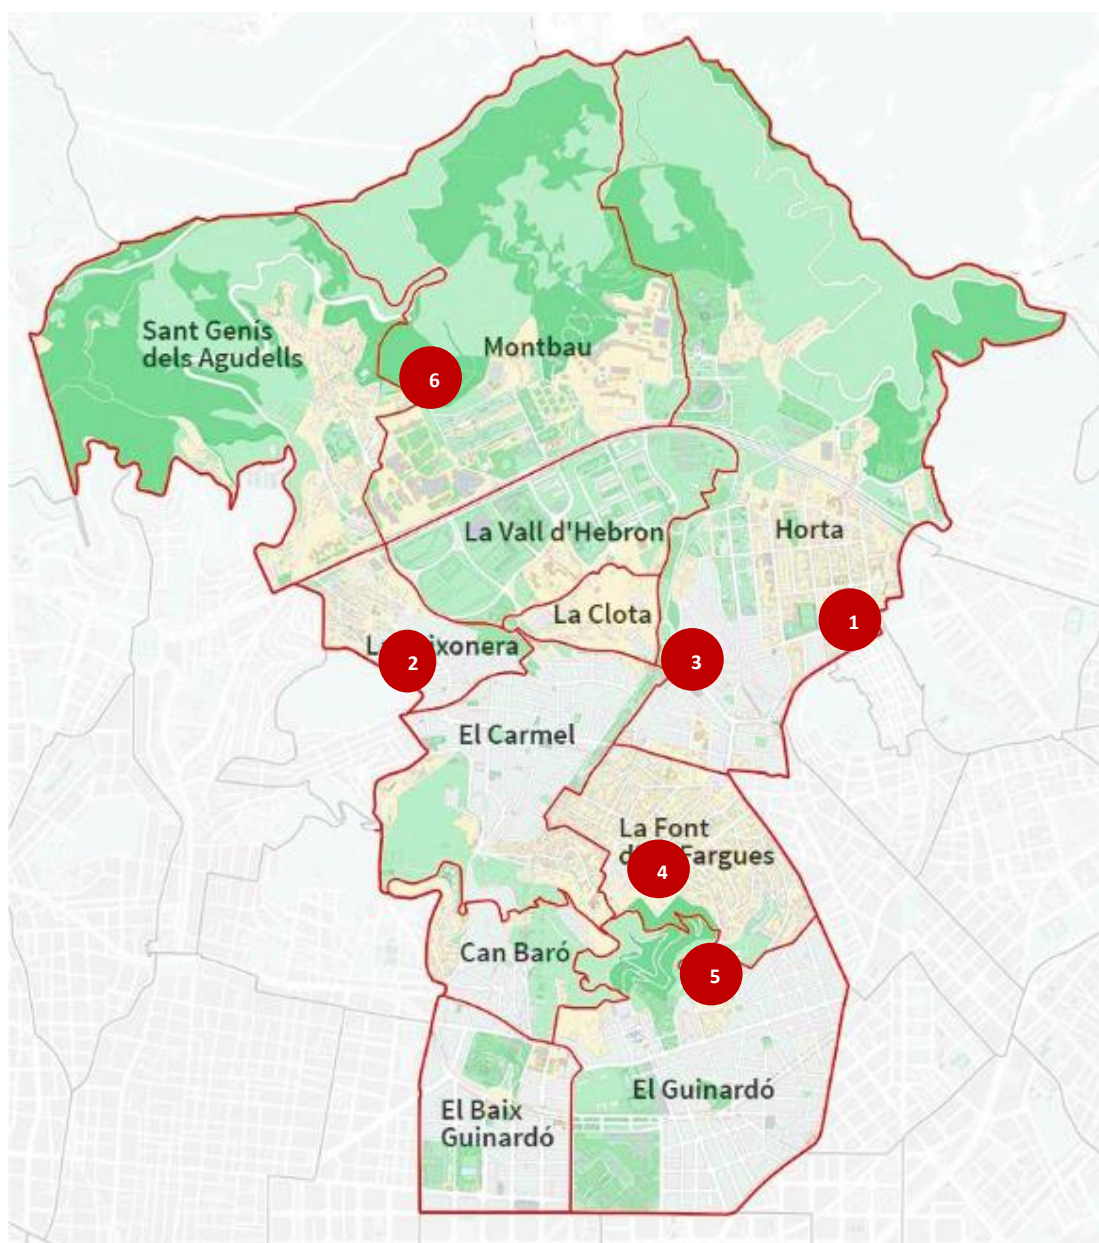 Sant Genís
dels Agudells
Montbau
6
La Vall d'Hebron
Horta
La Clota
1
L ixonera
2
3
El Carmel
La Font
d Fargues
4
Can Baró
5
El Guinardó
El Baix
Guinardó